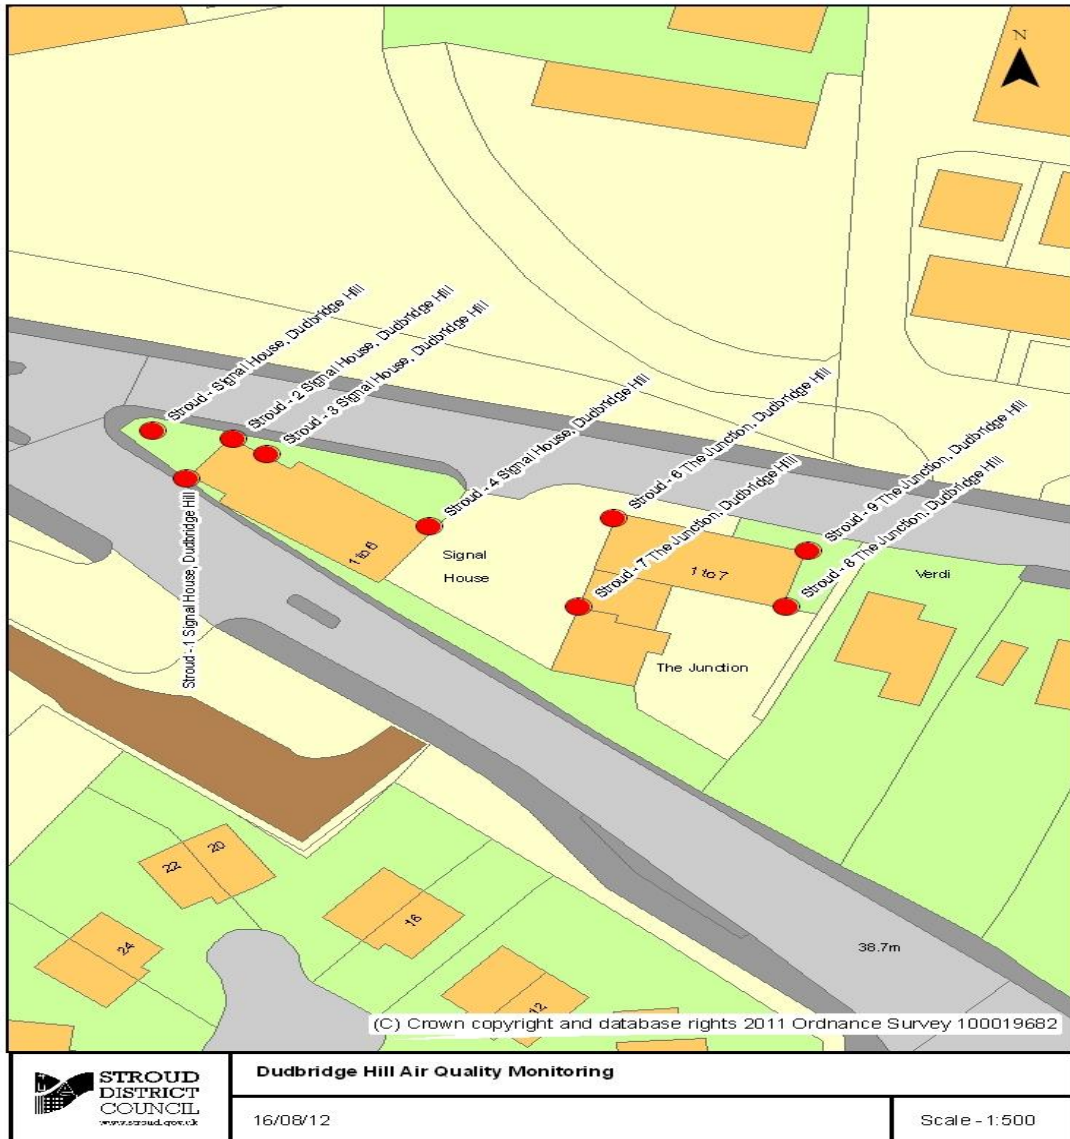 N
Stroud - Signal House, Dudbridge Hill
Stroud - 2 Signal House, Dudbridge Hill
Stroud - 3 Signal House, Dudbridge Hill
Stroud - 4 Signal House, Dudbridge Hill
Stroud - 6 The Junction, Dudbridge Hill
Stroud - 9 The Junction, Dudbridge Hill
Stroud - 7 The Junction, Dudbridge Hill
Stroud - 8 The Junction, Dudbridge Hill
Stroud - 1 Signal House, Dudbridge Hill
1 to 6
Signal
House
1 to 7
Verdi
The Junction
20
22
16
24
38.7m
12
(C) Crown copyright and database rights 2011 Ordnance Survey 100019682
STROUD
DISTRICT
COUNCIL
www.stroud.gov.uk
Dudbridge Hill Air Quality Monitoring
16/08/12
Scale - 1:500